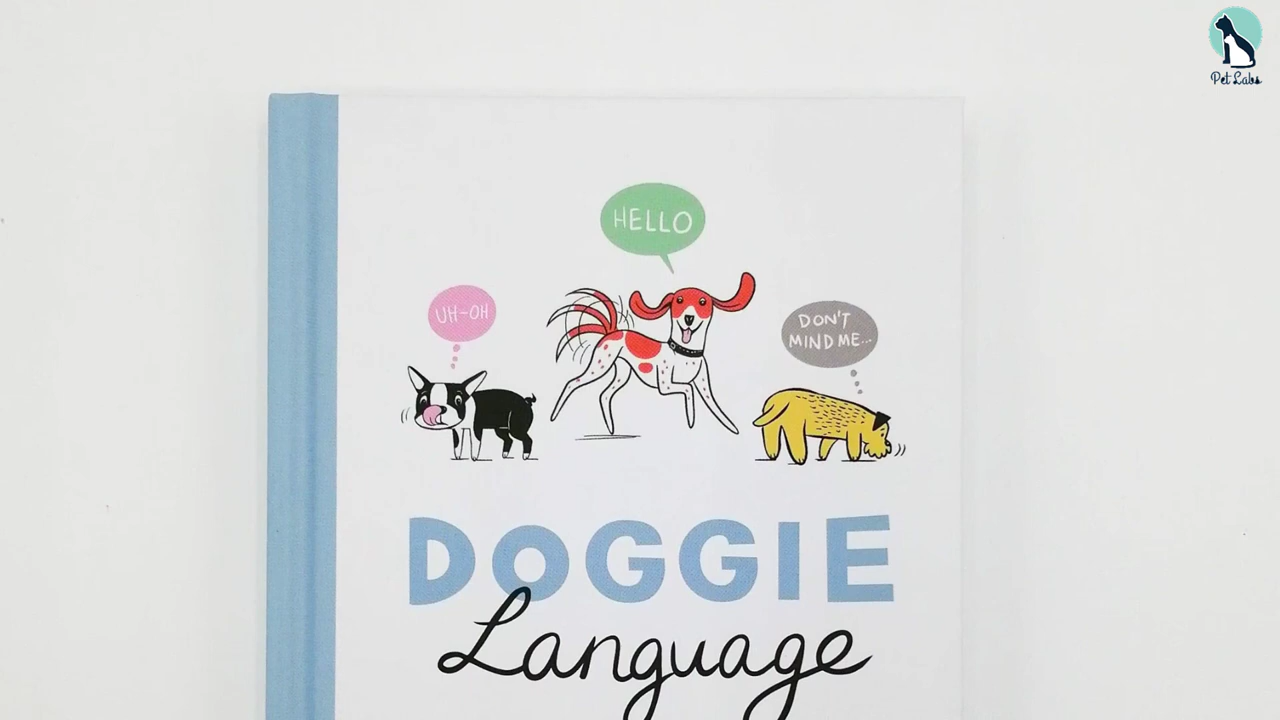 Pet Labs
HELLO
UH-OH
DON'T
MIND ME...
DOGGIE
Language